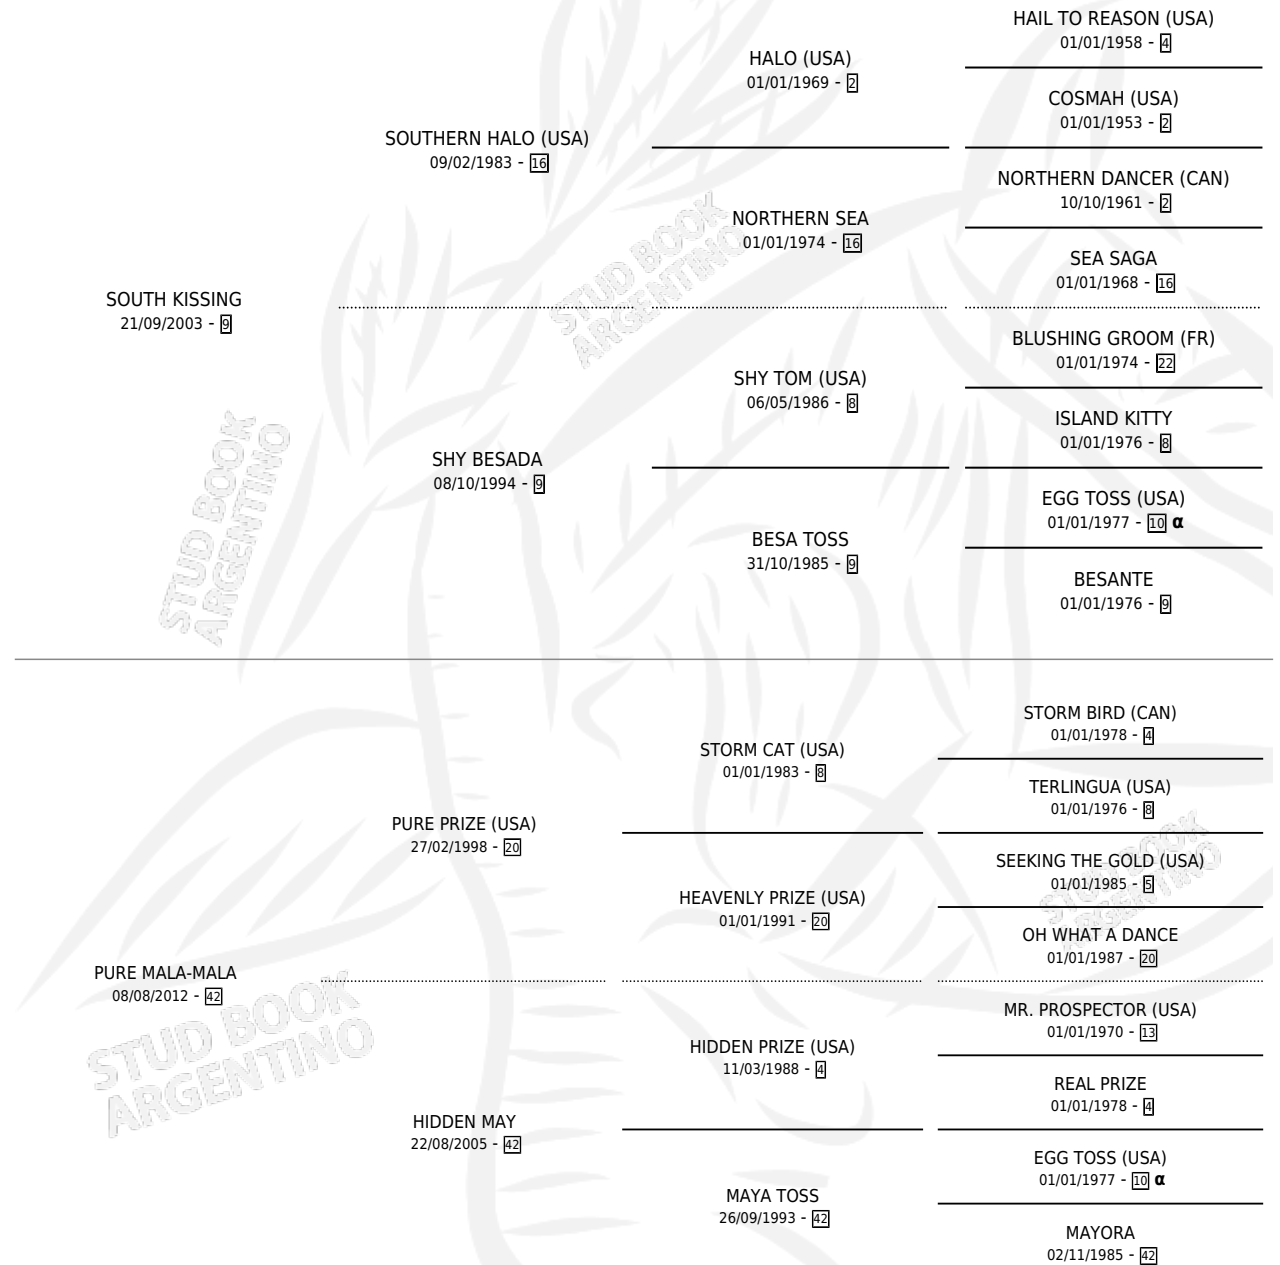 HAIL TO REASON (USA)
01/01/1958 - 4
HALO (USA)
01/01/1969 - 2
COSMAH (USA)
01/01/1953 - 2
SOUTHERN HALO (USA)
09/02/1983 - 16
NORTHERN DANCER (CAN)
10/10/1961 - 2
NORTHERN SEA
01/01/1974 - 16
SEA SAGA
01/01/1968 - 16
STUD BOOK
ARGENTINO
SOUTH KISSING
21/09/2003 - 9
BLUSHING GROOM (FR)
01/01/1974 - 22
SHY TOM (USA)
06/05/1986 - 8
ISLAND KITTY
01/01/1976 - 8
SHY BESADA
08/10/1994 - 9
EGG TOSS (USA)
01/01/1977 - 10 α
BESA TOSS
31/10/1985 - 9
BESANTE
01/01/1976 - 9
STUD BOOK
ARGENTINO
STORM BIRD (CAN)
01/01/1978 - 4
STORM CAT (USA)
01/01/1983 - 8
TERLINGUA (USA)
01/01/1976 - 8
PURE PRIZE (USA)
27/02/1998 - 20
SEEKING THE GOLD (USA)
01/01/1985 - 5
STUD BOOK
ARGENTINO
HEAVENLY PRIZE (USA)
01/01/1991 - 20
OH WHAT A DANCE
01/01/1987 - 20
PURE MALA-MALA
08/08/2012 - 42
STUD BOOK
ARGENTINO
MR. PROSPECTOR (USA)
01/01/1970 - 13
HIDDEN PRIZE (USA)
11/03/1988 - 4
REAL PRIZE
01/01/1978 - 4
HIDDEN MAY
22/08/2005 - 42
EGG TOSS (USA)
01/01/1977 - 10 α
MAYA TOSS
26/09/1993 - 42
MAYORA
02/11/1985 - 42